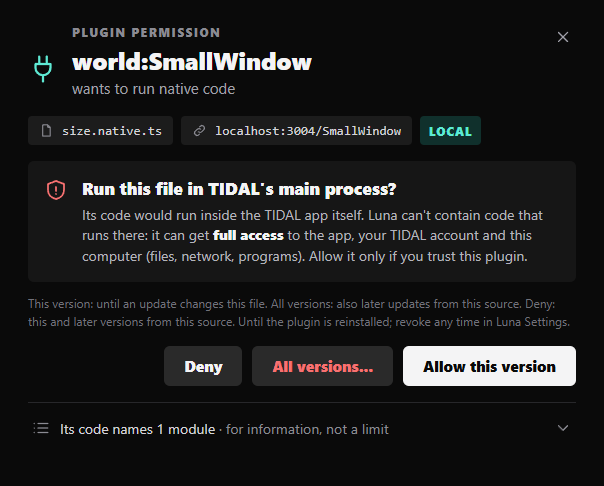 PLUGIN PERMISSION
world:SmallWindow
wants to run native code
size.native.ts
localhost:3004/SmallWindow
LOCAL
Run this file in TIDAL's main process?
Its code would run inside the TIDAL app itself. Luna can't contain code that
runs there: it can get full access to the app, your TIDAL account and this
computer (files, network, programs). Allow it only if you trust this plugin.
This version: until an update changes this file. All versions: also later updates from this source. Deny:
this and later versions from this source. Until the plugin is reinstalled; revoke any time in Luna Settings.
Deny
All versions...
Allow this version
Its code names 1 module · for information, not a limit